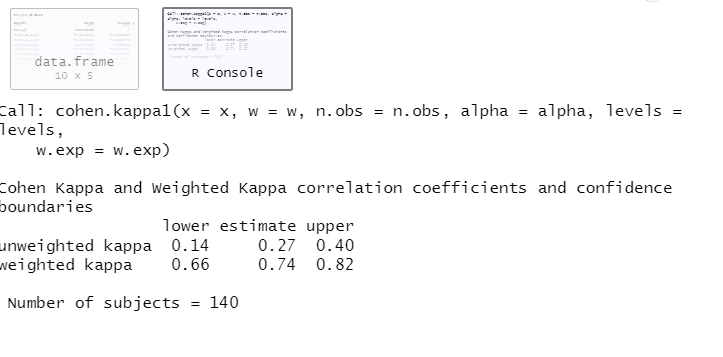 data.frame
10 x 5
R Console
Call: cohen.kappa1(x = x, w = w, n.obs = n.obs, alpha = alpha, levels =
levels,
w.exp = w.exp)
Cohen Kappa and Weighted Kappa correlation coefficients and confidence
boundaries
lower estimate upper
unweighted kappa 0.14 0.27 0.40
weighted kappa 0.66 0.74 0.82
Number of subjects = 140